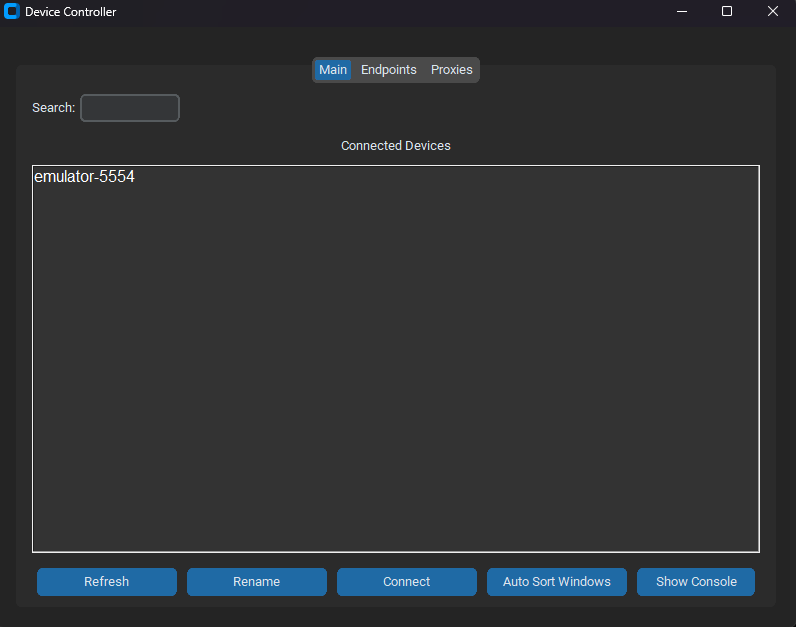 Device Controller
Main Endpoints Proxies
Search:
Connected Devices
emulator-5554
Refresh Rename Connect Auto Sort Windows Show Console